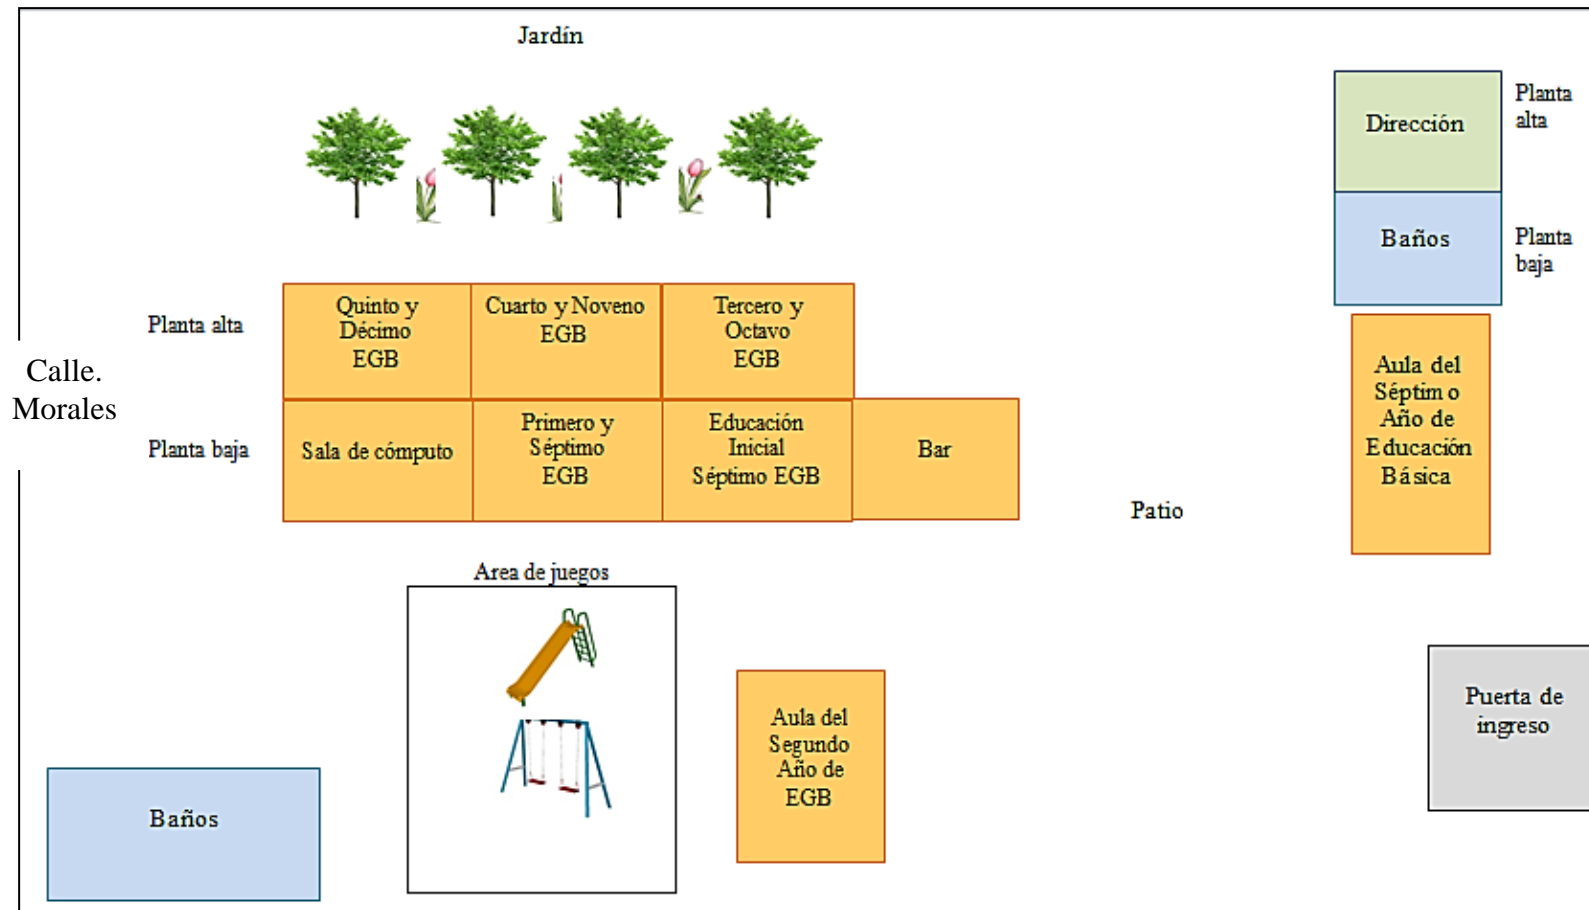 Jardín
Dirección
Planta
alta
Baños
Planta
baja
Planta alta
Quinto y
Décimo
EGB
Cuarto y Noveno
EGB
Tercero y
Octavo
EGB
Calle.
Morales
Planta baja
Sala de cómputo
Primero y
Séptimo
EGB
Educación
Inicial
Séptimo EGB
Bar
Aula del
Séptimo
Año de
Educación
Básica
Patio
Area de juegos
Aula del
Segundo
Año de
EGB
Puerta de
ingreso
Baños